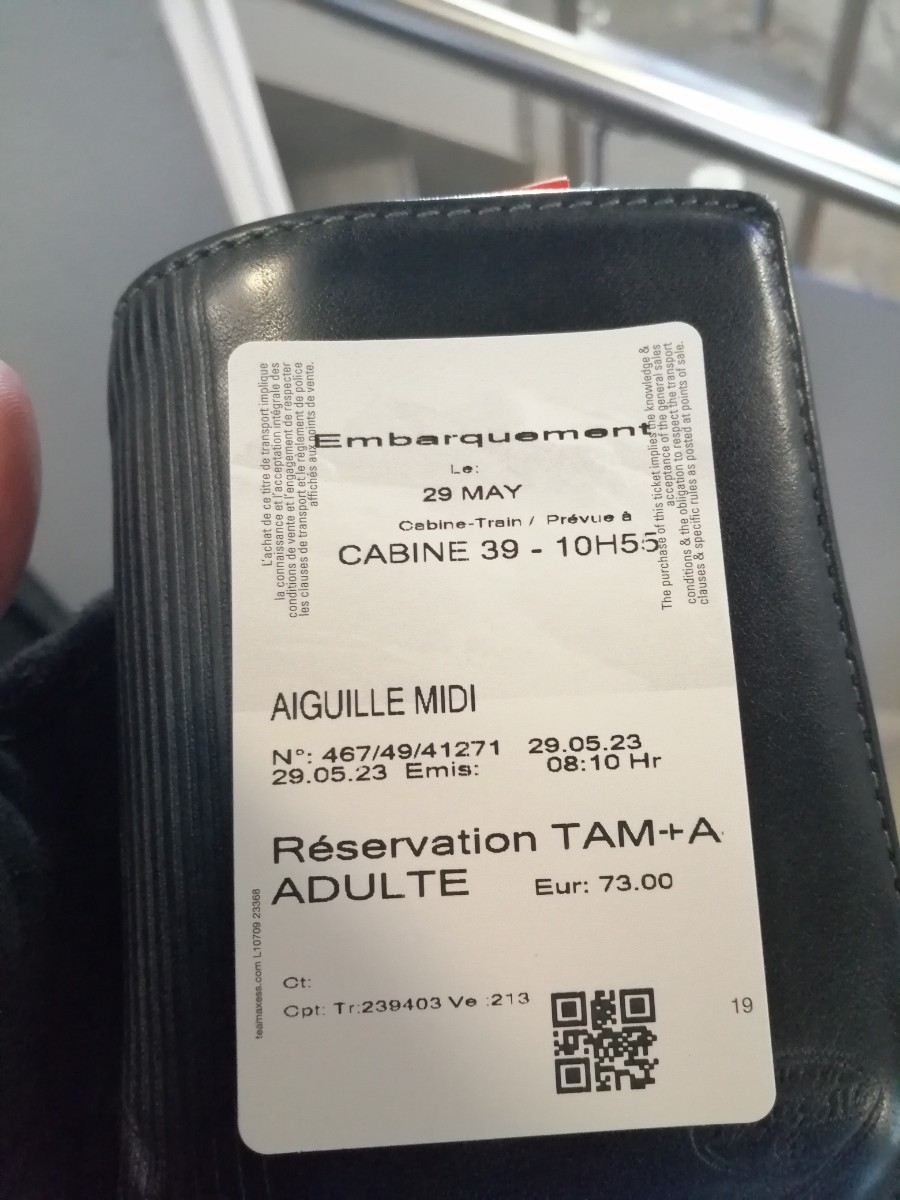 L'achat de ce titre de transport implique
la connaissance et l'acceptation intégrale des
conditions de vente et l'engagement de respecter
les clauses de transport et le règlement de police
affichés aux points de vente.
Embarquement
Le:
29 MAY
Cabine-Train / Prévue à
CABINE 39 - 10H55
The purchase of this ticket implies the knowledge &
acceptance of the general sales
conditions & the obligation to respect the transport
clauses & specific rules as posted at points of sale.
AIGUILLE MIDI
N°: 467/49/41271 29.05.23
29.05.23 Emis: 08:10 Hr
Réservation TAM+A
ADULTE Eur: 73.00
teamaxess.com L10709 23368
Ct:
Cpt: Tr:239403 Ve :213
19